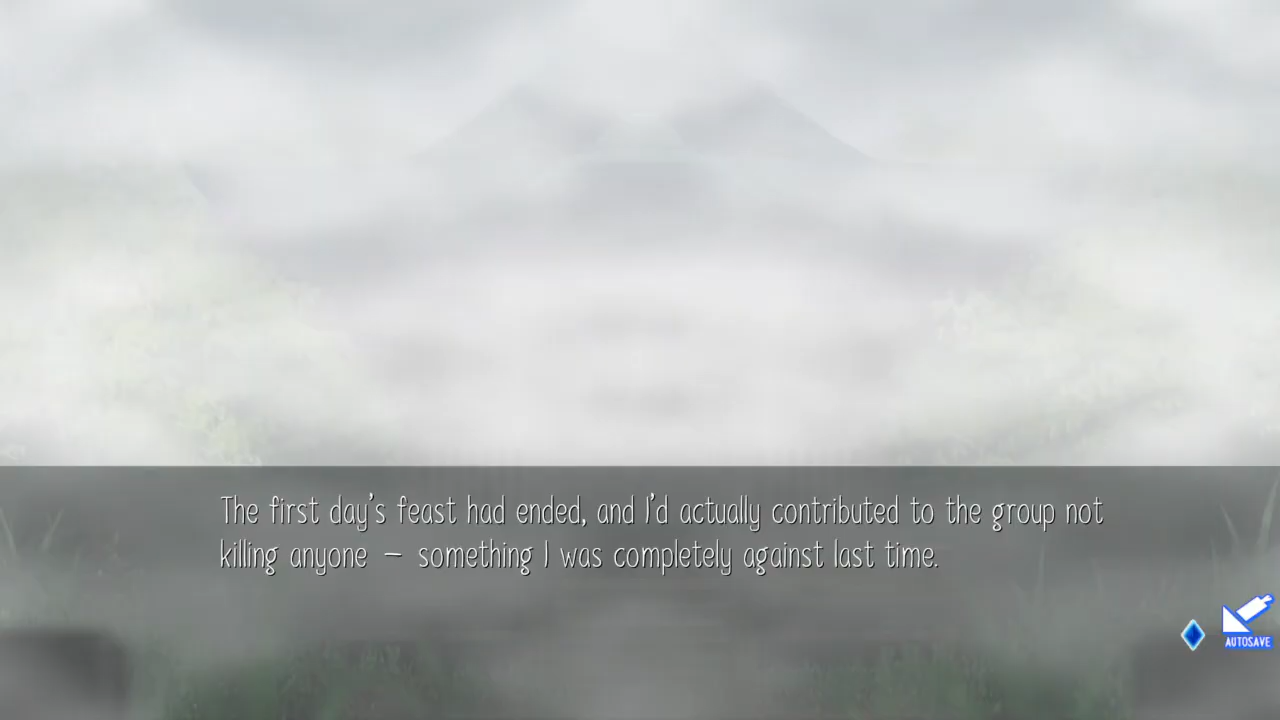 The first day's feast had ended, and I'd actually contributed to the group not
killing anyone — something I was completely against last time.
AUTOSAVE